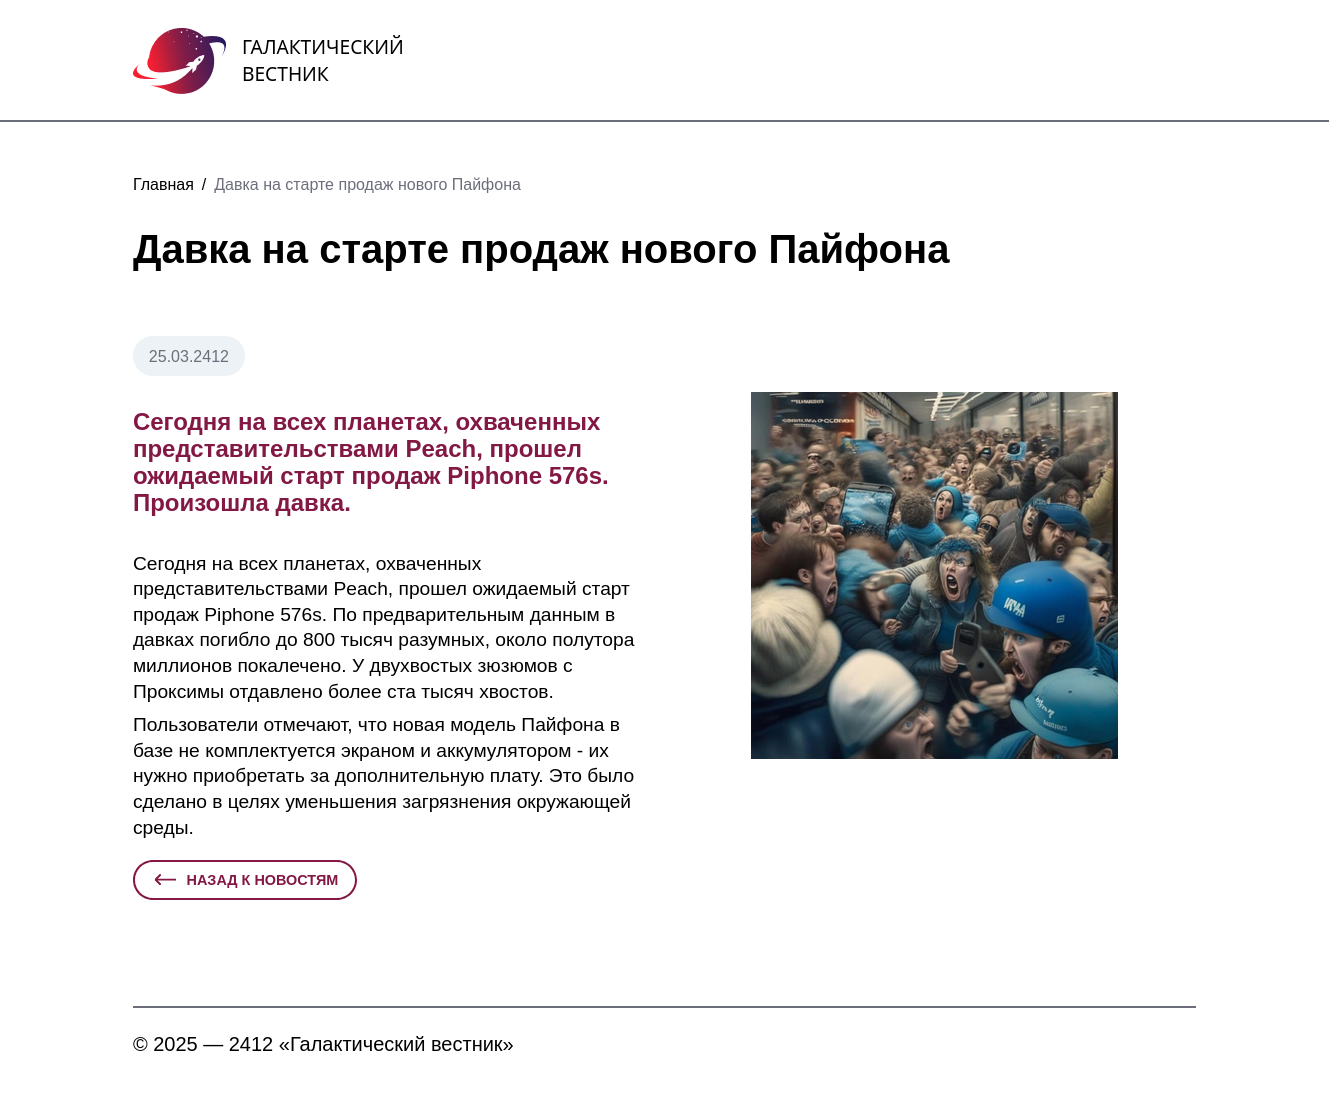 ГАЛАКТИЧЕСКИЙ
ВЕСТНИК
Главная / Давка на старте продаж нового Пайфона
Давка на старте продаж нового Пайфона
25.03.2412
Сегодня на всех планетах, охваченных
представительствами Peach, прошел
ожидаемый старт продаж Piphone 576s.
Произошла давка.
Сегодня на всех планетах, охваченных
представительствами Peach, прошел ожидаемый старт
продаж Piphone 576s. По предварительным данным в
давках погибло до 800 тысяч разумных, около полутора
миллионов покалечено. У двухвостых зюзюмов с
Проксимы отдавлено более ста тысяч хвостов.
Пользователи отмечают, что новая модель Пайфона в
базе не комплектуется экраном и аккумулятором - их
нужно приобретать за дополнительную плату. Это было
сделано в целях уменьшения загрязнения окружающей
среды.
НАЗАД К НОВОСТЯМ
© 2025 — 2412 «Галактический вестник»